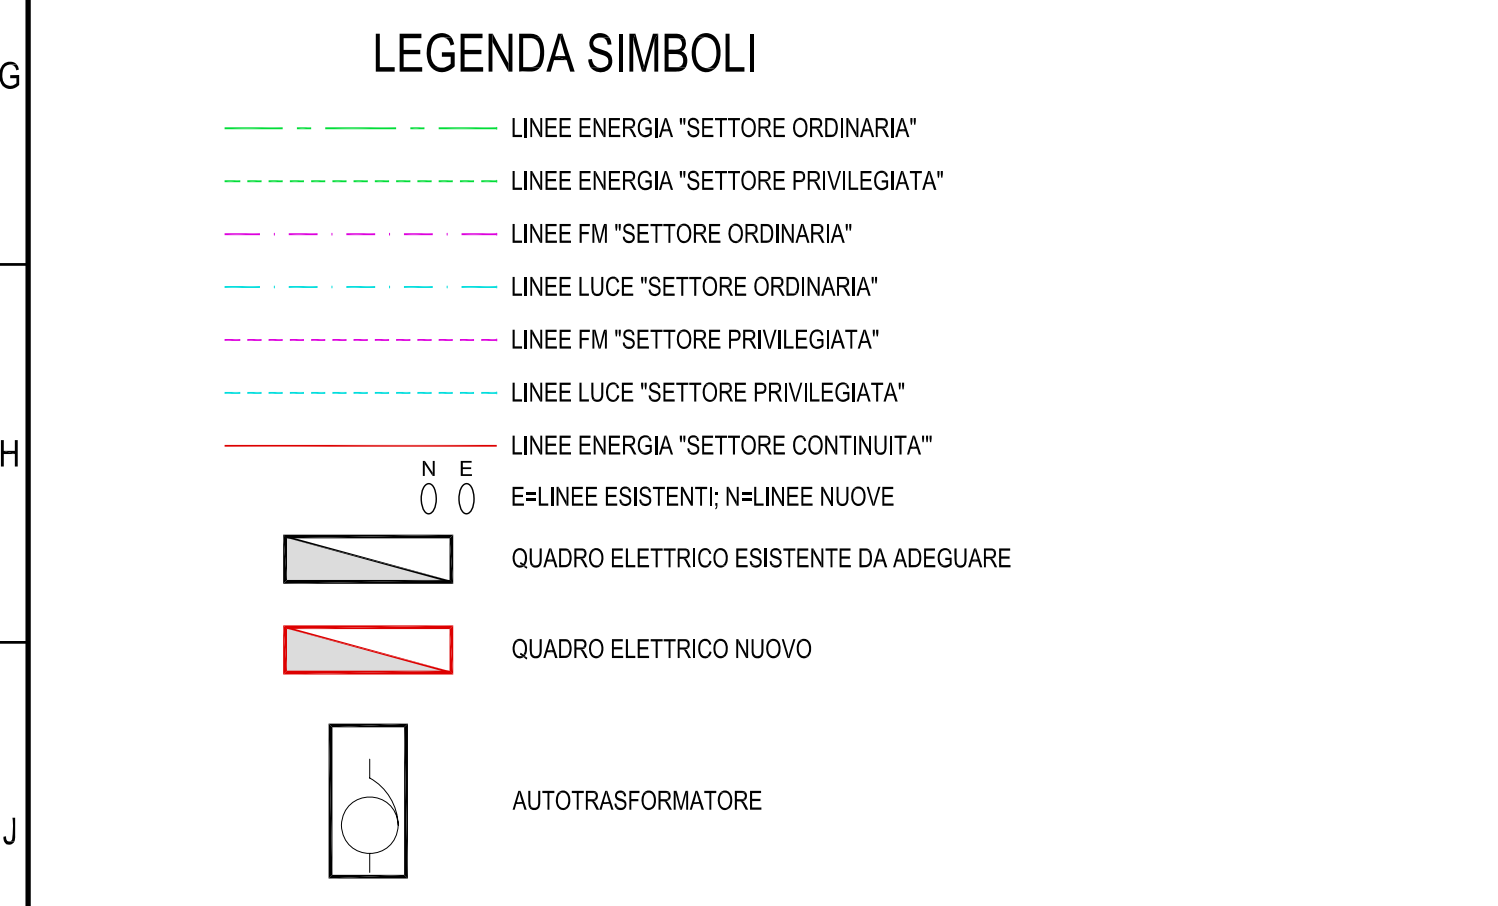 G
LEGENDA SIMBOLI
LINEE ENERGIA "SETTORE ORDINARIA"
LINEE ENERGIA "SETTORE PRIVILEGIATA"
LINEE FM "SETTORE ORDINARIA"
LINEE LUCE "SETTORE ORDINARIA"
LINEE FM "SETTORE PRIVILEGIATA"
LINEE LUCE "SETTORE PRIVILEGIATA"
LINEE ENERGIA "SETTORE CONTINUITA'"
H
N E
E=LINEE ESISTENTI; N=LINEE NUOVE
QUADRO ELETTRICO ESISTENTE DA ADEGUARE
QUADRO ELETTRICO NUOVO
AUTOTRASFORMATORE
J